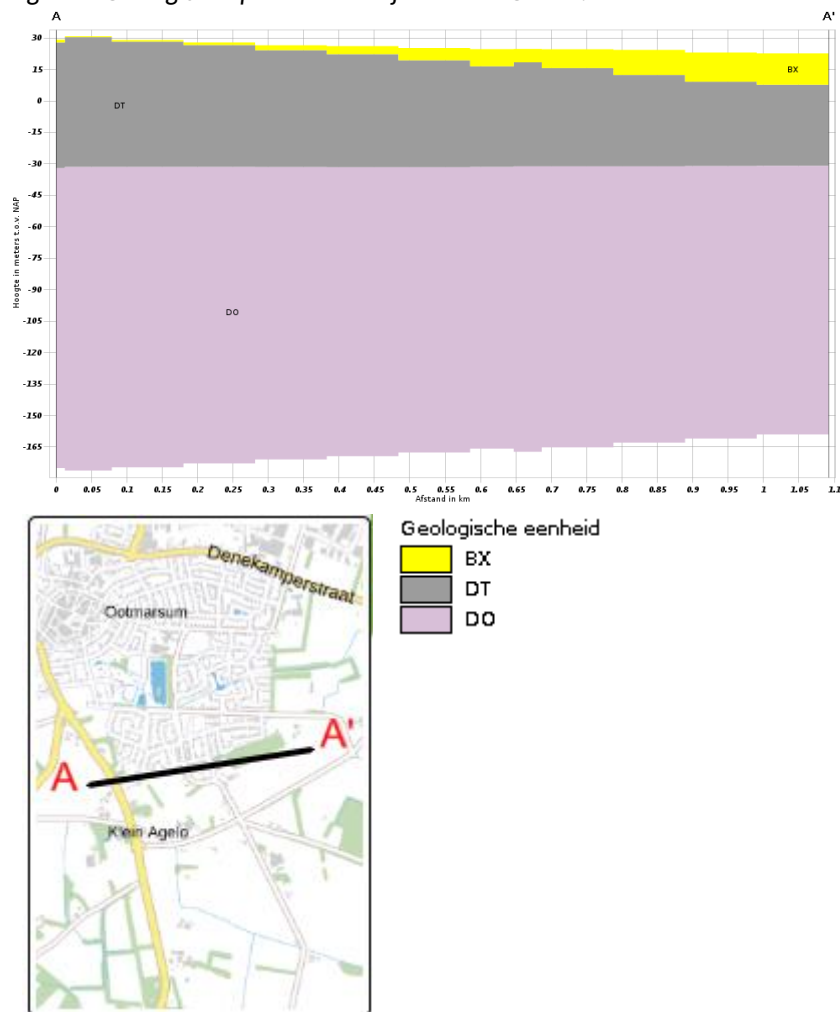 A A'
30
15
0
-15
-30
-45
-60
-75
-90
-105
-120
-135
-150
-165
Hoogte in meters t.o.v. NAP
BX
DT
DO
0 0.05 0.1 0.15 0.2 0.25 0.3 0.35 0.4 0.45 0.5 0.55 0.6 0.65 0.7 0.75 0.8 0.85 0.9 0.95 1 1.05 1.1
Afstand in km
Denekamperstraat
Ootmarsum
A'
A
Klein Agelo
Geologische eenheid
BX
DT
DO